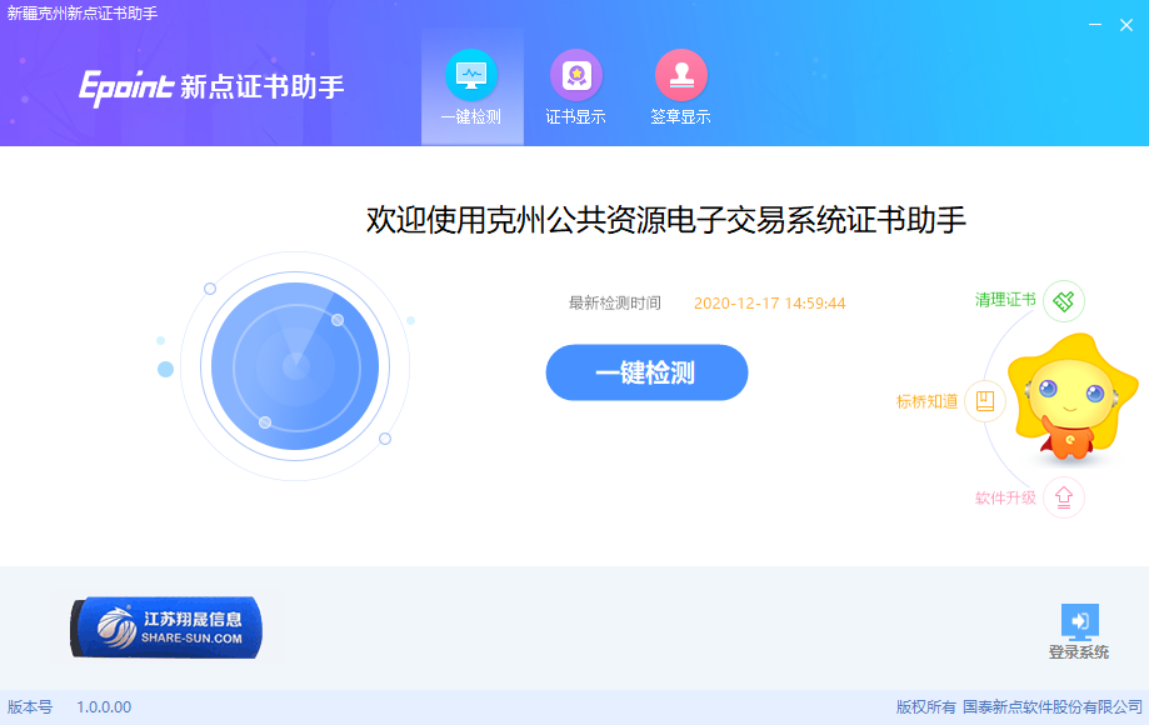 新疆克州新点证书助手
Epoint 新点证书助手
一键检测
证书显示
签章显示
欢迎使用克州公共资源电子交易系统证书助手
最新检测时间 2020-12-17 14:59:44
一键检测
清理证书
标桥知道
软件升级
江苏翔晟信息
SHARE-SUN.COM
登录系统
版本号 1.0.0.00
版权所有 国泰新点软件股份有限公司